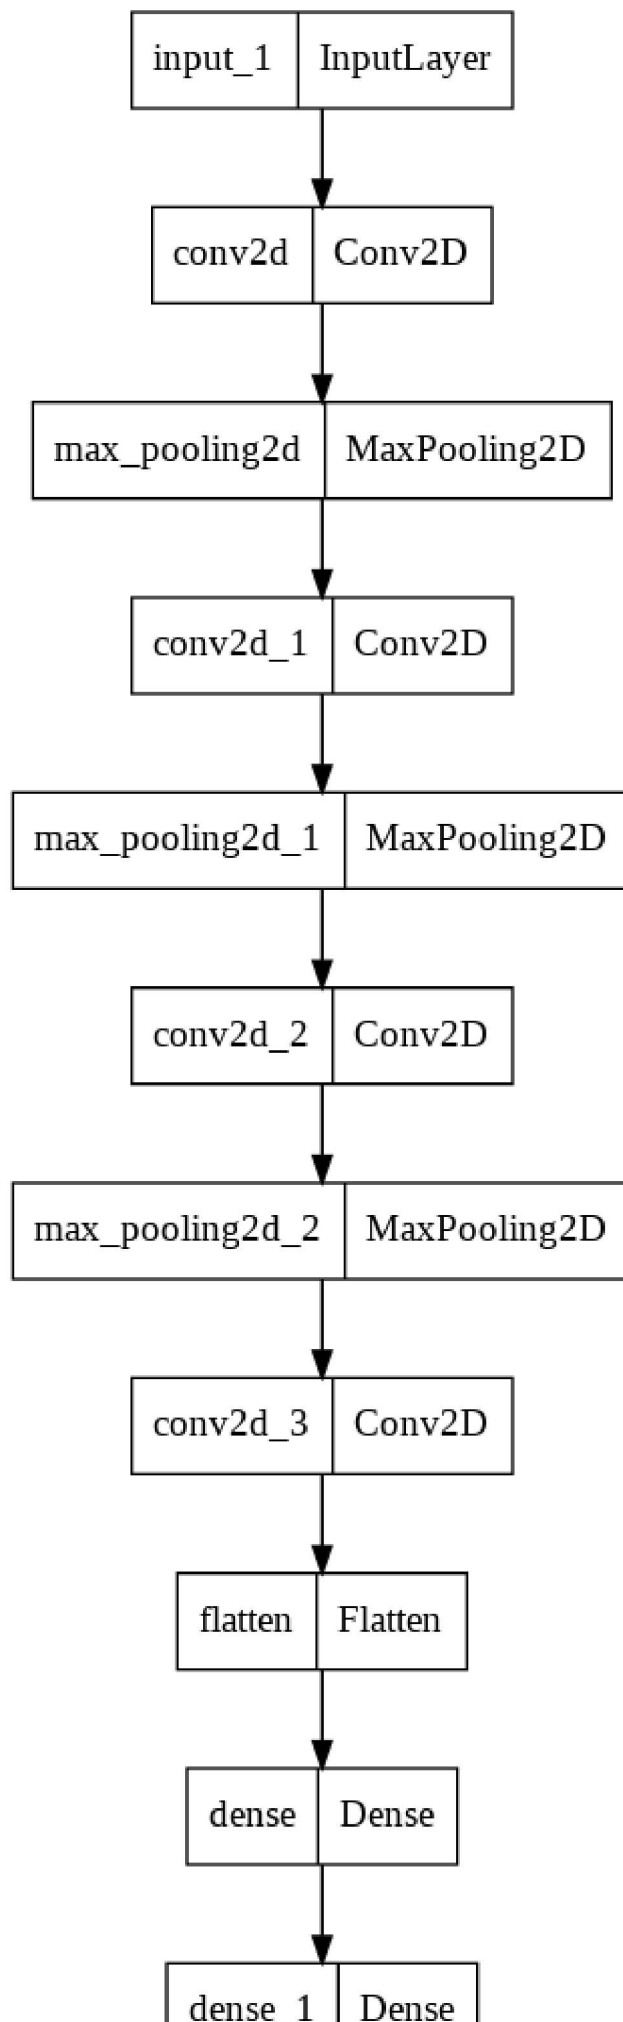 input_1 InputLayer
conv2d Conv2D
max_pooling2d MaxPooling2D
conv2d_1 Conv2D
max_pooling2d_1 MaxPooling2D
conv2d_2 Conv2D
max_pooling2d_2 MaxPooling2D
conv2d_3 Conv2D
flatten Flatten
dense Dense
dense_1 Dense